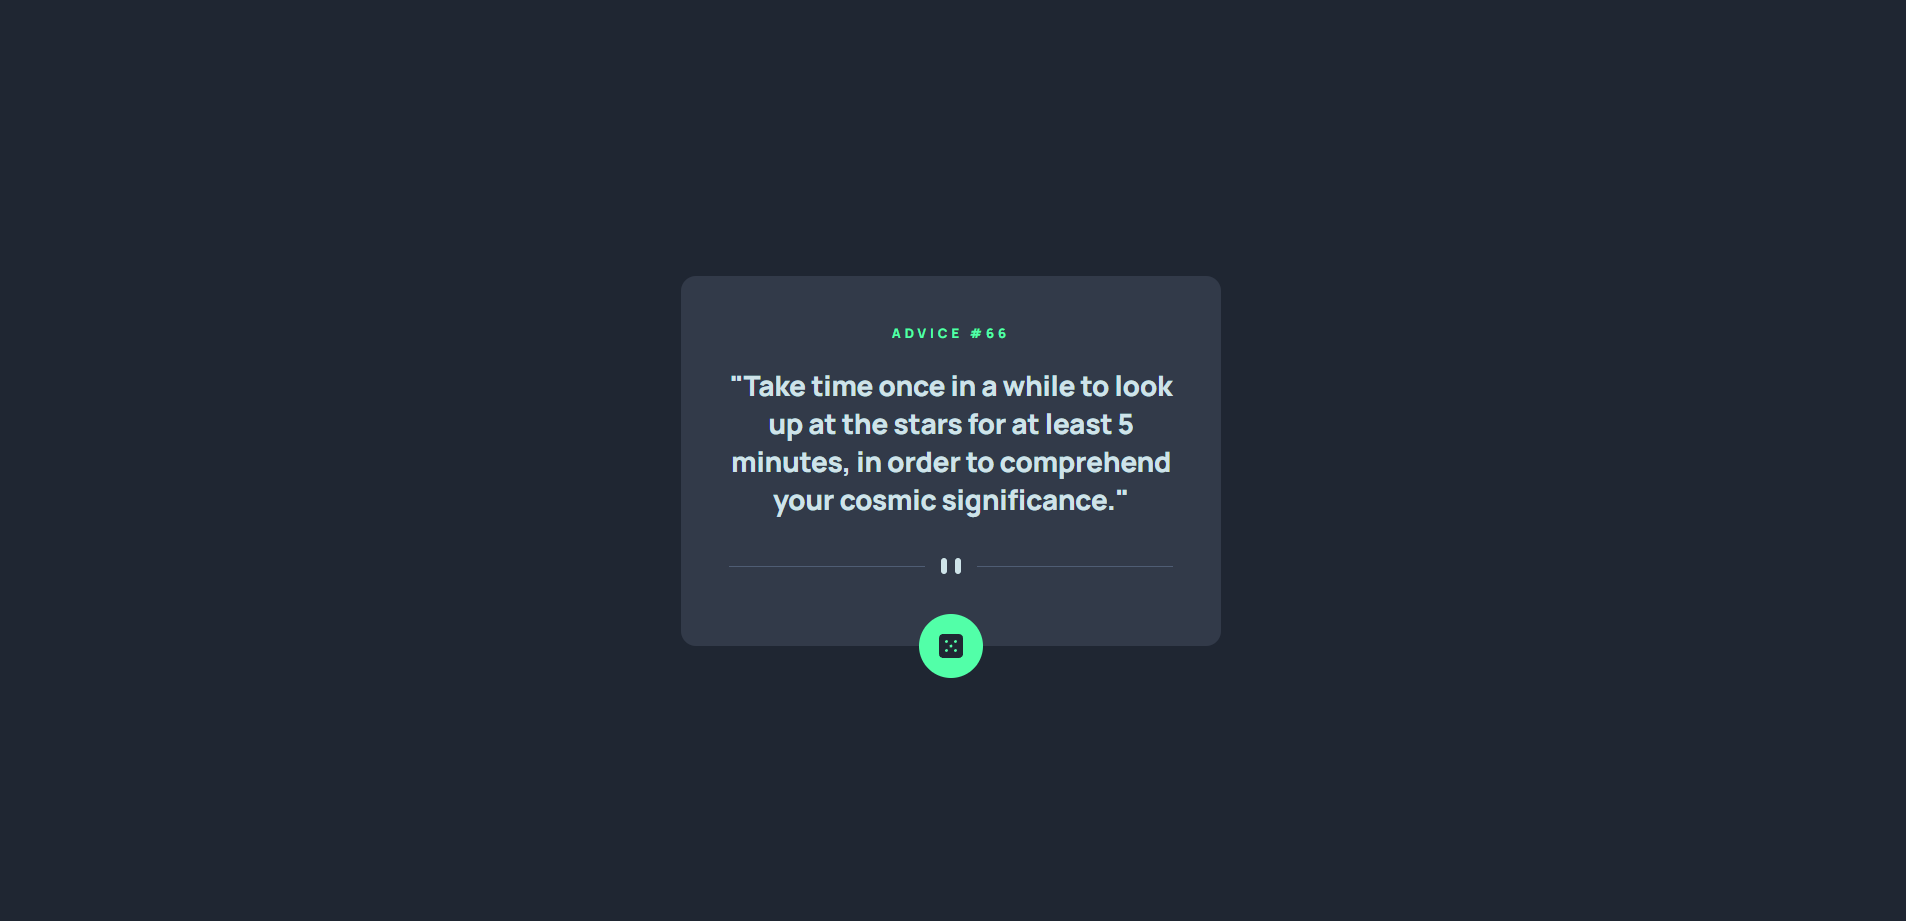 ADVICE #66
"Take time once in a while to look
up at the stars for at least 5
minutes, in order to comprehend
your cosmic significance."